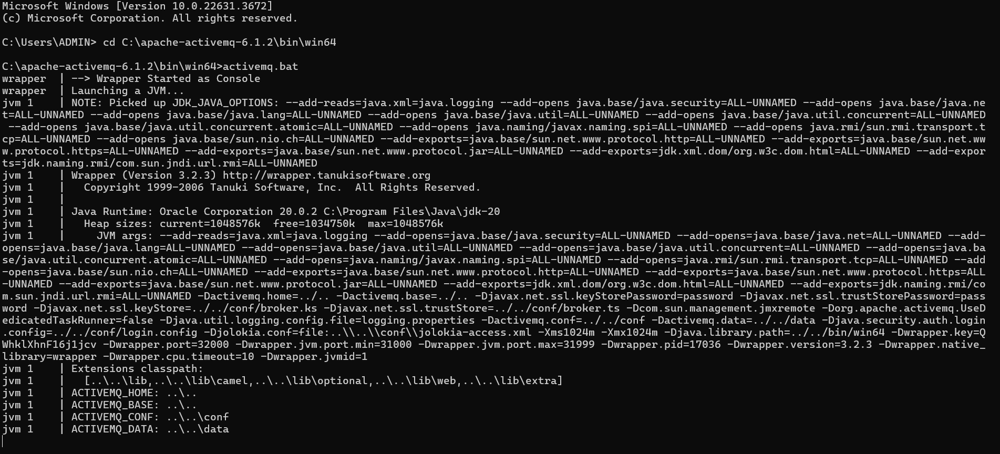 Microsoft Windows [Version 10.0.22631.3672]
(c) Microsoft Corporation. All rights reserved.
C:\Users\ADMIN> cd C:\apache-activemq-6.1.2\bin\win64
C:\apache-activemq-6.1.2\bin\win64>activemq.bat
wrapper  | --> Wrapper Started as Console
wrapper  | Launching a JVM...
jvm 1    | NOTE: Picked up JDK_JAVA_OPTIONS: --add-reads=java.xml=java.logging --add-opens java.base/java.security=ALL-UNNAMED --add-opens java.base/java.ne
t=ALL-UNNAMED --add-opens java.base/java.lang=ALL-UNNAMED --add-opens java.base/java.util=ALL-UNNAMED --add-opens java.base/java.util.concurrent=ALL-UNNAMED
 --add-opens java.base/java.util.concurrent.atomic=ALL-UNNAMED --add-opens java.naming/javax.naming.spi=ALL-UNNAMED --add-opens java.rmi/sun.rmi.transport.t
cp=ALL-UNNAMED --add-opens java.base/sun.nio.ch=ALL-UNNAMED --add-exports=java.base/sun.net.www.protocol.http=ALL-UNNAMED --add-exports=java.base/sun.net.ww
w.protocol.https=ALL-UNNAMED --add-exports=java.base/sun.net.www.protocol.jar=ALL-UNNAMED --add-exports=jdk.xml.dom/org.w3c.dom.html=ALL-UNNAMED --add-expor
ts=jdk.naming.rmi/com.sun.jndi.url.rmi=ALL-UNNAMED
jvm 1    | Wrapper (Version 3.2.3) http://wrapper.tanukisoftware.org
jvm 1    |   Copyright 1999-2006 Tanuki Software, Inc.  All Rights Reserved.
jvm 1    |
jvm 1    | Java Runtime: Oracle Corporation 20.0.2 C:\Program Files\Java\jdk-20
jvm 1    |   Heap sizes: current=1048576k  free=1034750k  max=1048576k
jvm 1    |     JVM args: --add-reads=java.xml=java.logging --add-opens=java.base/java.security=ALL-UNNAMED --add-opens=java.base/java.net=ALL-UNNAMED --add-
opens=java.base/java.lang=ALL-UNNAMED --add-opens=java.base/java.util=ALL-UNNAMED --add-opens=java.base/java.util.concurrent=ALL-UNNAMED --add-opens=java.ba
se/java.util.concurrent.atomic=ALL-UNNAMED --add-opens=java.naming/javax.naming.spi=ALL-UNNAMED --add-opens=java.rmi/sun.rmi.transport.tcp=ALL-UNNAMED --add
-opens=java.base/sun.nio.ch=ALL-UNNAMED --add-exports=java.base/sun.net.www.protocol.http=ALL-UNNAMED --add-exports=java.base/sun.net.www.protocol.https=ALL
-UNNAMED --add-exports=java.base/sun.net.www.protocol.jar=ALL-UNNAMED --add-exports=jdk.xml.dom/org.w3c.dom.html=ALL-UNNAMED --add-exports=jdk.naming.rmi/co
m.sun.jndi.url.rmi=ALL-UNNAMED -Dactivemq.home=../.. -Dactivemq.base=../.. -Djavax.net.ssl.keyStorePassword=password -Djavax.net.ssl.trustStorePassword=pass
word -Djavax.net.ssl.keyStore=../../conf/broker.ks -Djavax.net.ssl.trustStore=../../conf/broker.ts -Dcom.sun.management.jmxremote -Dorg.apache.activemq.UseD
edicatedTaskRunner=false -Djava.util.logging.config.file=logging.properties -Dactivemq.conf=../../conf -Dactivemq.data=../../data -Djava.security.auth.login
.config=../../conf/login.config -Djolokia.conf=file:..\\..\\conf\\jolokia-access.xml -Xms1024m -Xmx1024m -Djava.library.path=../../bin/win64 -Dwrapper.key=Q
WhklXhnF16j1jcv -Dwrapper.port=32000 -Dwrapper.jvm.port.min=31000 -Dwrapper.jvm.port.max=31999 -Dwrapper.pid=17036 -Dwrapper.version=3.2.3 -Dwrapper.native_
library=wrapper -Dwrapper.cpu.timeout=10 -Dwrapper.jvmid=1
jvm 1    | Extensions classpath:
jvm 1    |   [..\..\lib,..\..\lib\camel,..\..\lib\optional,..\..\lib\web,..\..\lib\extra]
jvm 1    | ACTIVEMQ_HOME: ..\..
jvm 1    | ACTIVEMQ_BASE: ..\..
jvm 1    | ACTIVEMQ_CONF: ..\..\conf
jvm 1    | ACTIVEMQ_DATA: ..\..\data